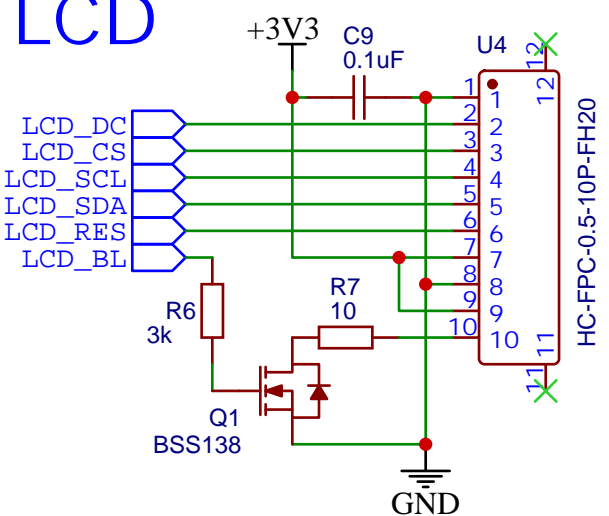 LCD
+3V3
C9
0.1uF
U4
12
12
1
1
2
2
3
3
4
4
5
5
6
6
7
7
8
8
9
9
10
10
11
11
HC-FPC-0.5-10P-FH20
LCD_DC
LCD_CS
LCD_SCL
LCD_SDA
LCD_RES
LCD_BL
R6
3k
R7
10
Q1
BSS138
GND